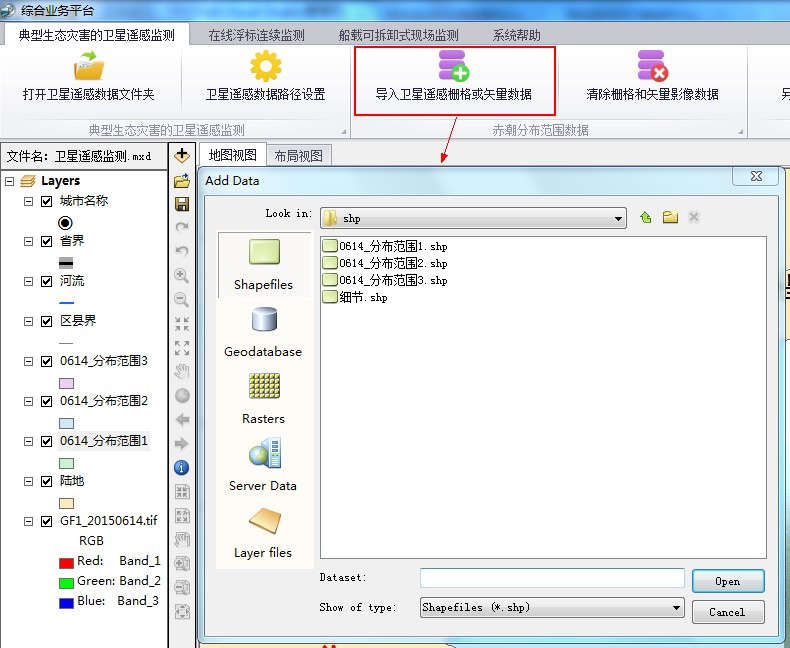 综合业务平台
典型生态灾害的卫星遥感监测 在线浮标连续监测 船载可拆卸式现场监测 系统帮助
打开卫星遥感数据文件夹 卫星遥感数据路径设置 导入卫星遥感栅格或矢量数据 清除栅格和矢量影像数据
典型生态灾害的卫星遥感监测 赤潮分布范围数据
文件名: 卫星遥感监测.mxd
地图视图 布局视图
Layers
城市名称
省界
河流
区县界
0614_分布范围3
0614_分布范围2
0614_分布范围1
陆地
GF1_20150614.tif
RGB
Red: Band_1
Green: Band_2
Blue: Band_3
Add Data
Look in: shp
Shapefiles
Geodatabase
Rasters
Server Data
Layer files
0614_分布范围1.shp
0614_分布范围2.shp
0614_分布范围3.shp
细节.shp
Dataset:
Open
Show of type: Shapefiles (*.shp)
Cancel